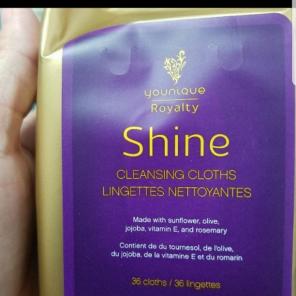 younique
Royalty
Shine
CLEANSING CLOTHS
LINGETTES NETTOYANTES
Made with sunflower, olive,
jojoba, vitamin E, and rosemary
Contient de du tournesol, de l'olive,
du jojoba, de la vitamine E et du romarin
36 cloths / 36 lingettes